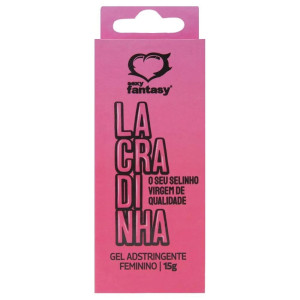 sexy
fantasy®
LA
CRA
DI
NHA
O SEU SELINHO
VIRGEM DE
QUALIDADE
GEL ADSTRINGENTE
FEMININO | 15g